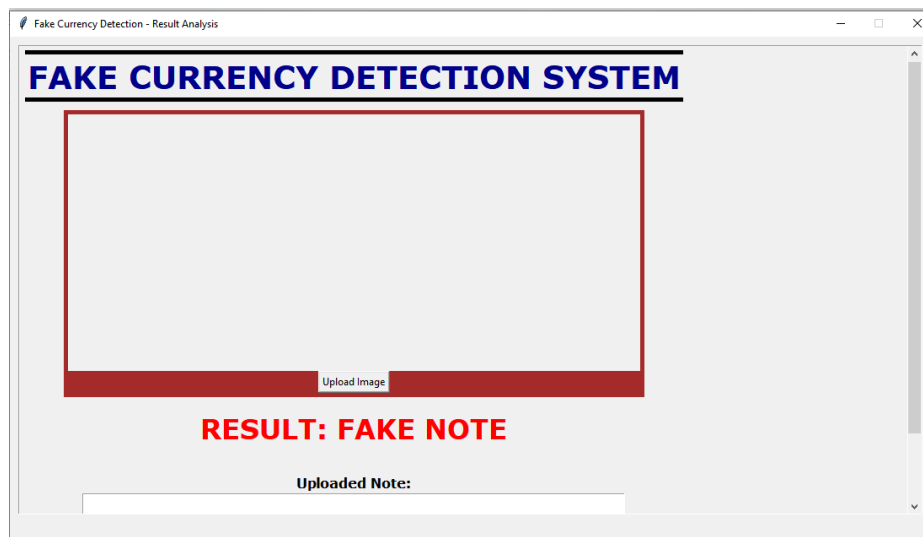 Fake Currency Detection - Result Analysis
FAKE CURRENCY DETECTION SYSTEM
Upload Image
RESULT: FAKE NOTE
Uploaded Note: